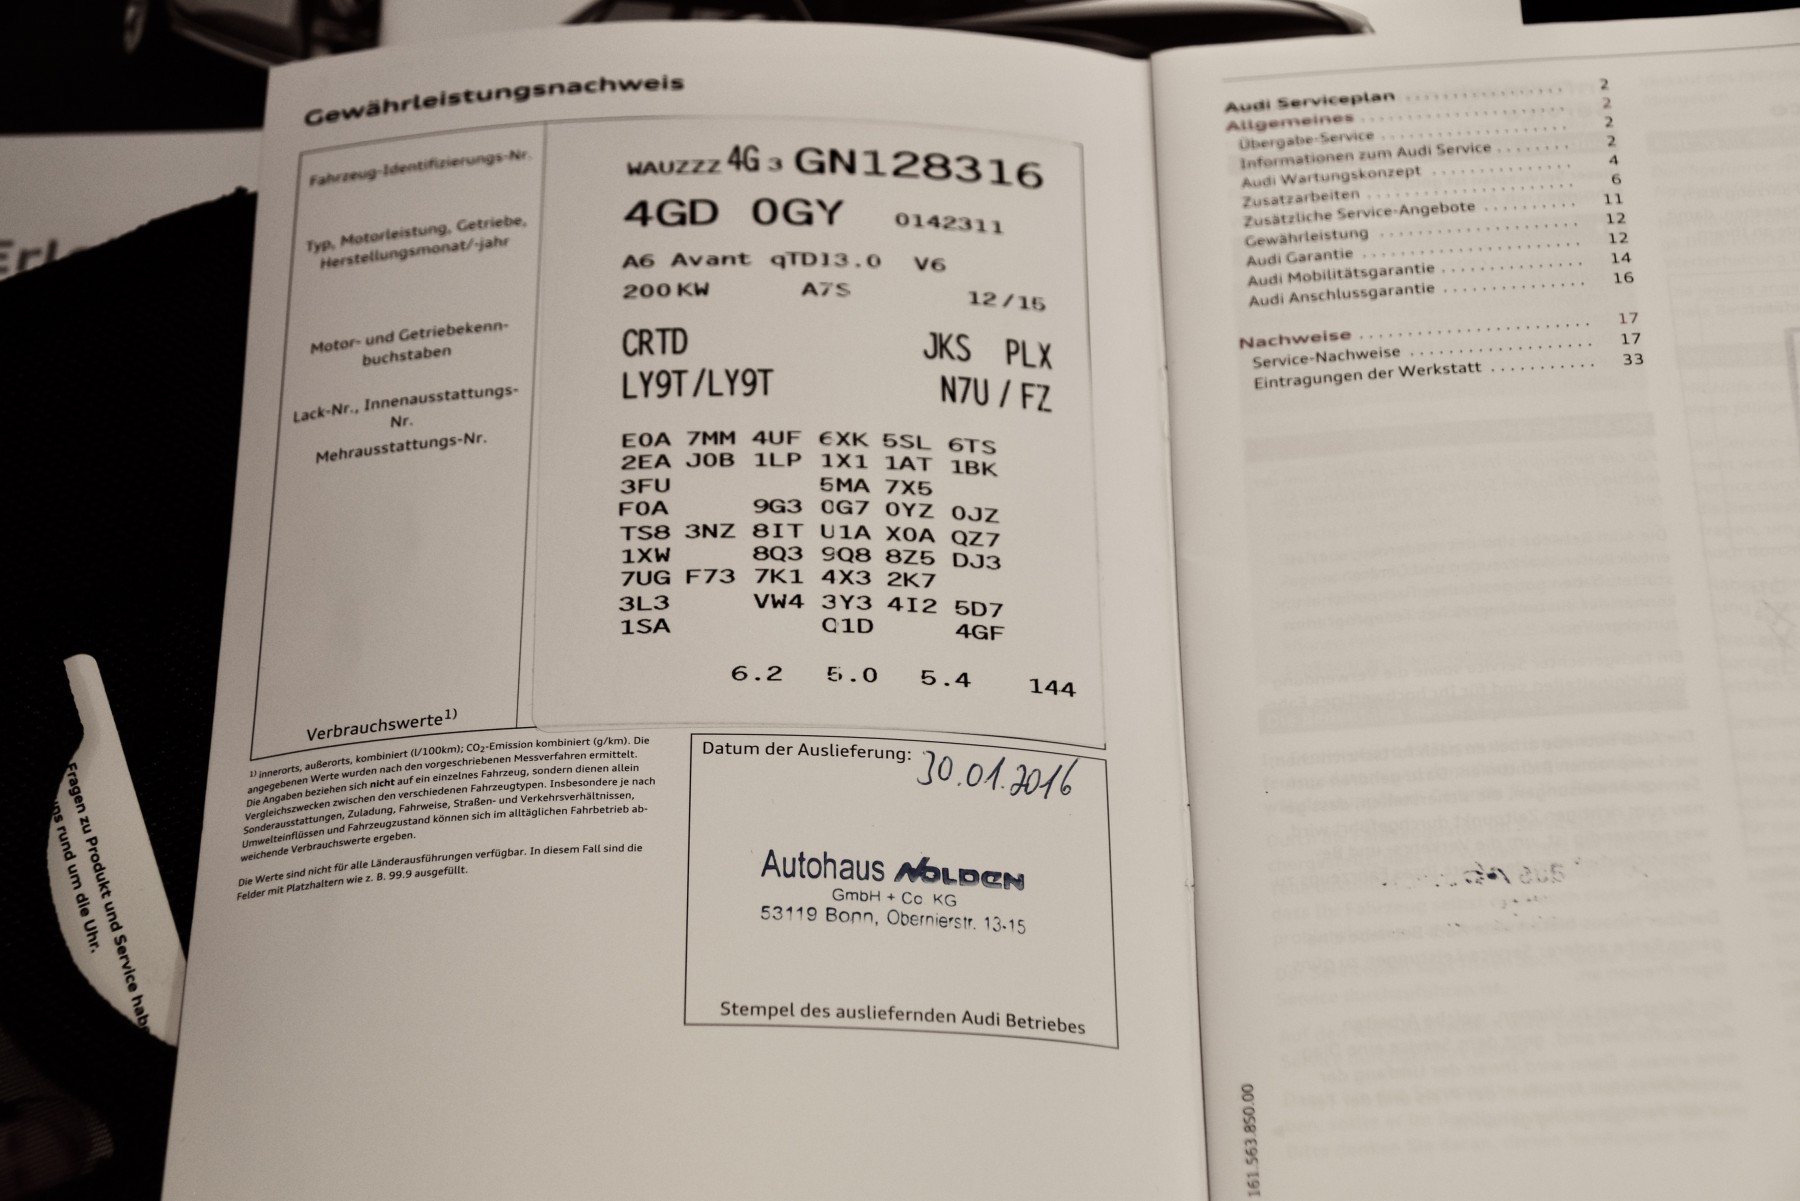 Gewährleistungsnachweis
Fahrzeug-Identifizierungs-Nr.
WAUZZZ 4G 3 GN128316
4GD 0GY 0142311
Typ, Motorleistung, Getriebe,
Herstellungsmonat/-jahr
A6 Avant qTDI3.0 V6
200 KW A7S 12/15
Motor- und Getriebekenn-
buchstaben
CRTD JKS PLX
Lack-Nr., Innenausstattungs-
Nr.
LY9T/LY9T N7U / FZ
Mehrausstattungs-Nr.
E0A 7MM 4UF 6XK 5SL 6TS
2EA J0B 1LP 1X1 1AT 1BK
3FU 5MA 7X5
F0A 9G3 0G7 0YZ 0JZ
TS8 3NZ 8IT U1A X0A QZ7
1XW 8Q3 9Q8 8Z5 DJ3
7UG F73 7K1 4X3 2K7
3L3 VW4 3Y3 4I2 5D7
1SA Q1D 4GF
Verbrauchswerte1)
6.2 5.0 5.4 144
1) innerorts, außerorts, kombiniert (l/100km); CO2-Emission kombiniert (g/km). Die
angegebenen Werte wurden nach den vorgeschriebenen Messverfahren ermittelt.
Die Angaben beziehen sich nicht auf ein einzelnes Fahrzeug, sondern dienen allein
Vergleichszwecken zwischen den verschiedenen Fahrzeugtypen. Insbesondere je nach
Sonderausstattungen, Zuladung, Fahrweise, Straßen- und Verkehrsverhältnissen,
Umwelteinflüssen und Fahrzeugzustand können sich im alltäglichen Fahrbetrieb ab-
weichende Verbrauchswerte ergeben.
Die Werte sind nicht für alle Länderausführungen verfügbar. In diesem Fall sind die
Felder mit Platzhaltern wie z. B. 99.9 ausgefüllt.
Datum der Auslieferung: 30.01.2016
Autohaus NOLDEN
GmbH + Co KG
53119 Bonn, Obernierstr. 13-15
Stempel des ausliefernden Audi Betriebes
Audi Serviceplan 2
Allgemeines 2
Übergabe-Service 2
Informationen zum Audi Service 2
Audi Wartungskonzept 4
Zusatzarbeiten 6
Zusätzliche Service-Angebote 11
Gewährleistung 12
Audi Garantie 12
Audi Mobilitätsgarantie 14
Audi Anschlussgarantie 16
Nachweise 17
Service-Nachweise 17
Eintragungen der Werkstatt 33
161.563.850.00
Fragen zu Produkt und Service hab
ns rund um die Uhr.